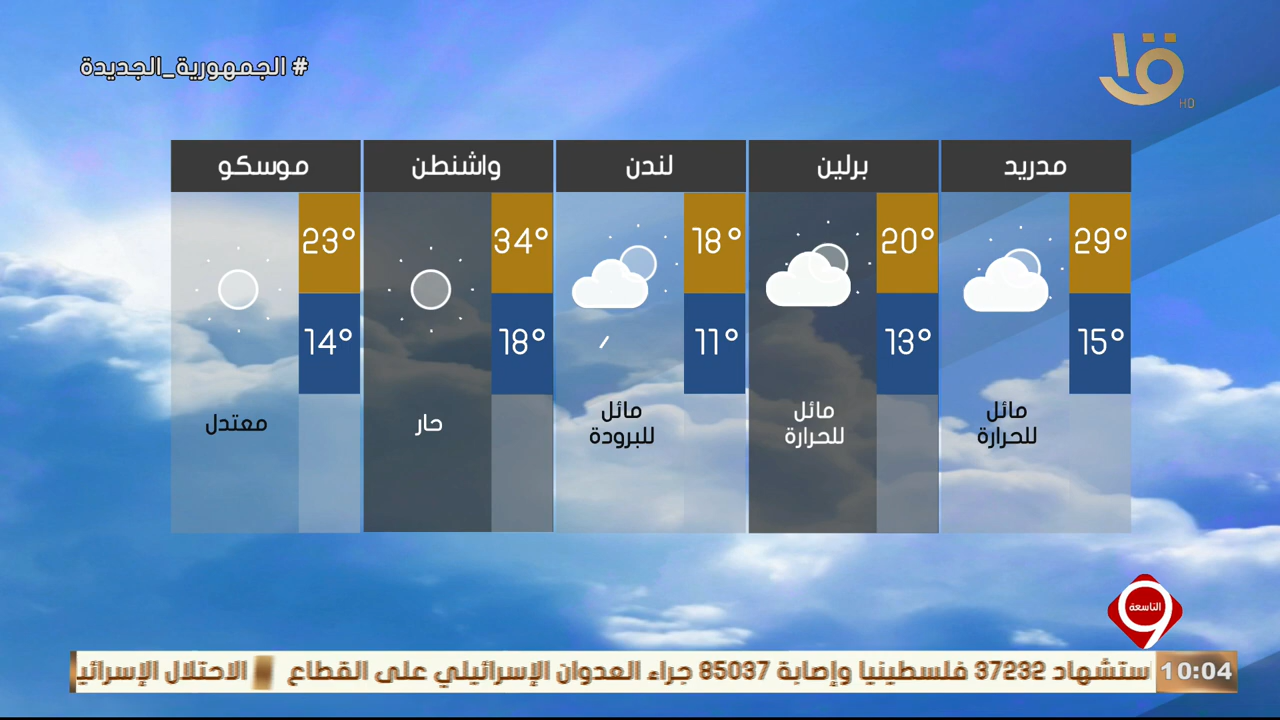 # الجمهورية_الجديدة
HD
مدريد
29°
15°
مائل
للحرارة
برلين
20°
13°
مائل
للحرارة
لندن
18°
11°
مائل
للبرودة
واشنطن
34°
18°
حار
موسكو
23°
14°
معتدل
التاسعة
9
10:04
ستشهاد 37232 فلسطينيا وإصابة 85037 جراء العدوان الإسرائيلي على القطاع
الاحتلال الإسرائي